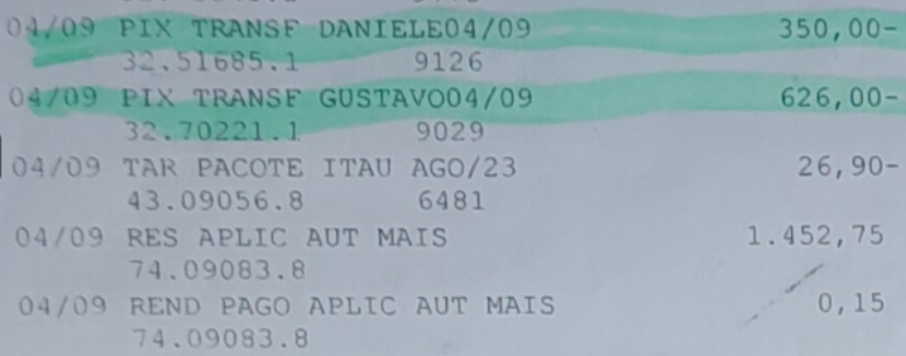 04/09 PIX TRANSF DANIELE04/09 350,00-
32.51685.1 9126
04/09 PIX TRANSF GUSTAVO04/09 626,00-
32.70221.1 9029
04/09 TAR PACOTE ITAU AGO/23 26,90-
43.09056.8 6481
04/09 RES APLIC AUT MAIS 1.452,75
74.09083.8
04/09 REND PAGO APLIC AUT MAIS 0,15
74.09083.8